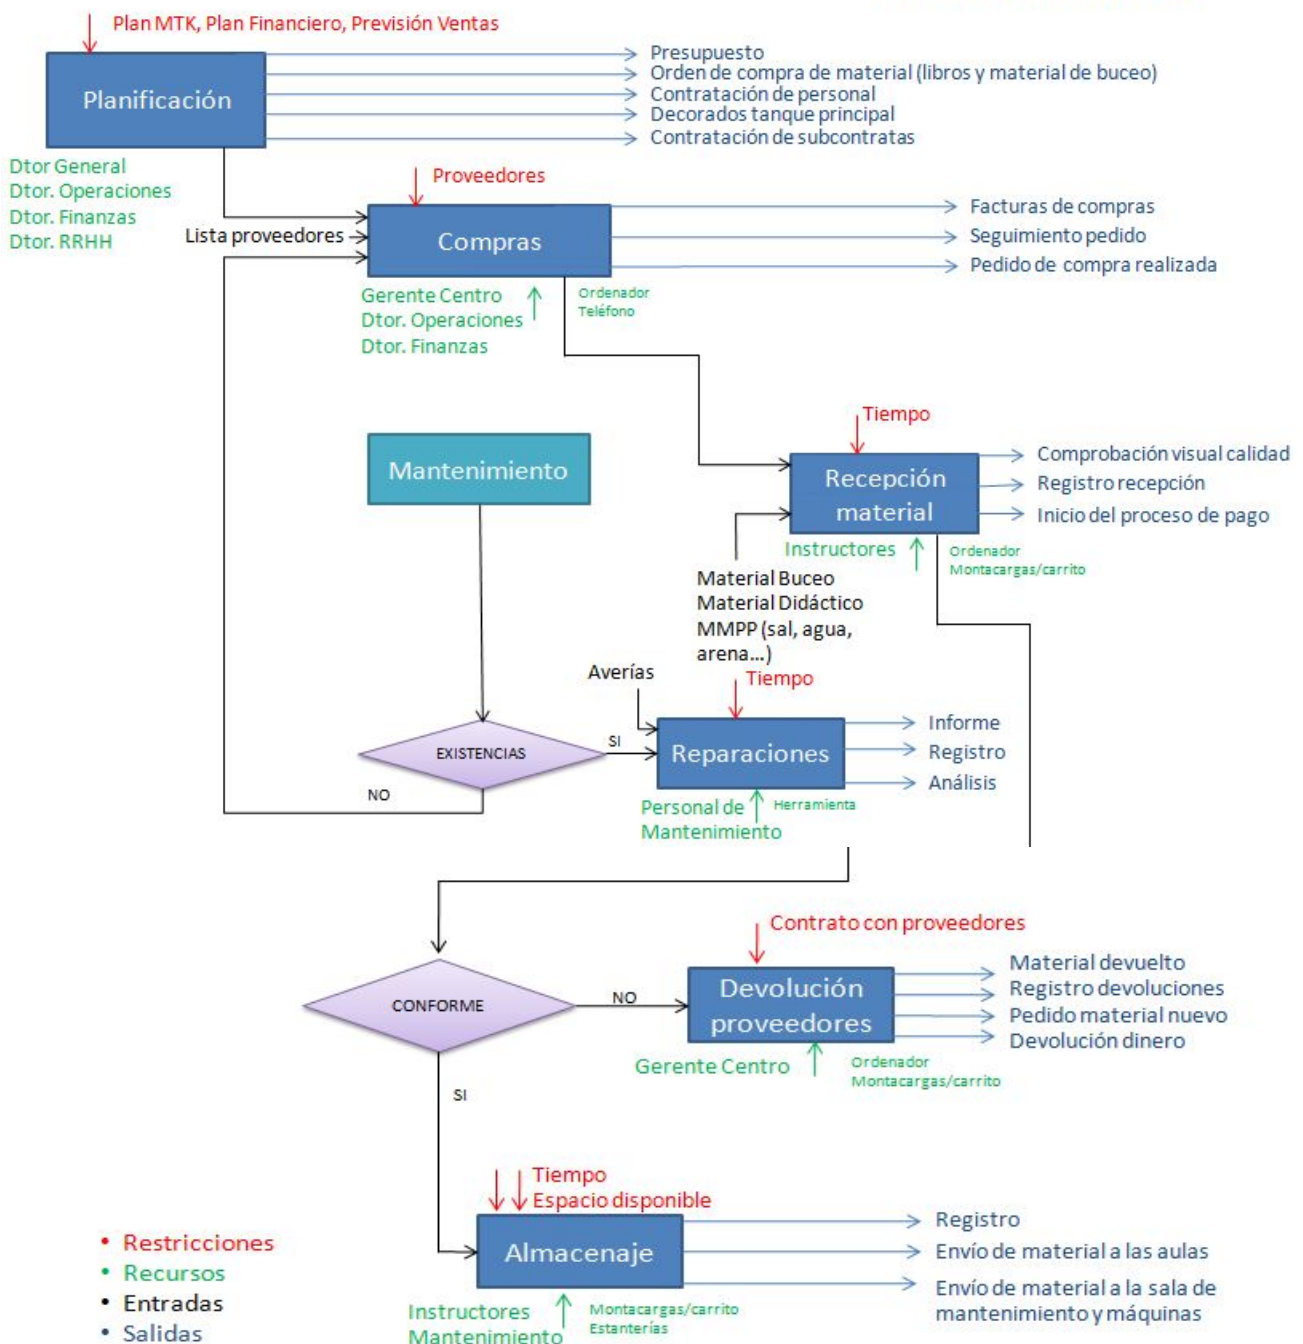 Plan MTK, Plan Financiero, Previsión Ventas
Planificación
Presupuesto
Orden de compra de material (libros y material de buceo)
Contratación de personal
Decorados tanque principal
Contratación de subcontratas
Dtor General
Dtor. Operaciones
Dtor. Finanzas
Dtor. RRHH
Proveedores
Lista proveedores
Compras
Facturas de compras
Seguimiento pedido
Pedido de compra realizada
Gerente Centro
Dtor. Operaciones
Dtor. Finanzas
Ordenador
Teléfono
Tiempo
Mantenimiento
Recepción
material
Comprobación visual calidad
Registro recepción
Inicio del proceso de pago
Instructores
Ordenador
Montacargas/carrito
Material Buceo
Material Didáctico
MMPP (sal, agua,
arena...)
Averías
Tiempo
EXISTENCIAS
SI
NO
Reparaciones
Informe
Registro
Análisis
Personal de
Mantenimiento
Herramienta
Contrato con proveedores
CONFORME
NO
SI
Devolución
proveedores
Material devuelto
Registro devoluciones
Pedido material nuevo
Devolución dinero
Gerente Centro
Ordenador
Montacargas/carrito
Tiempo
Espacio disponible
Almacenaje
Registro
Envío de material a las aulas
Envío de material a la sala de
mantenimiento y máquinas
Instructores
Mantenimiento
Montacargas/carrito
Estanterías
• Restricciones
• Recursos
• Entradas
• Salidas